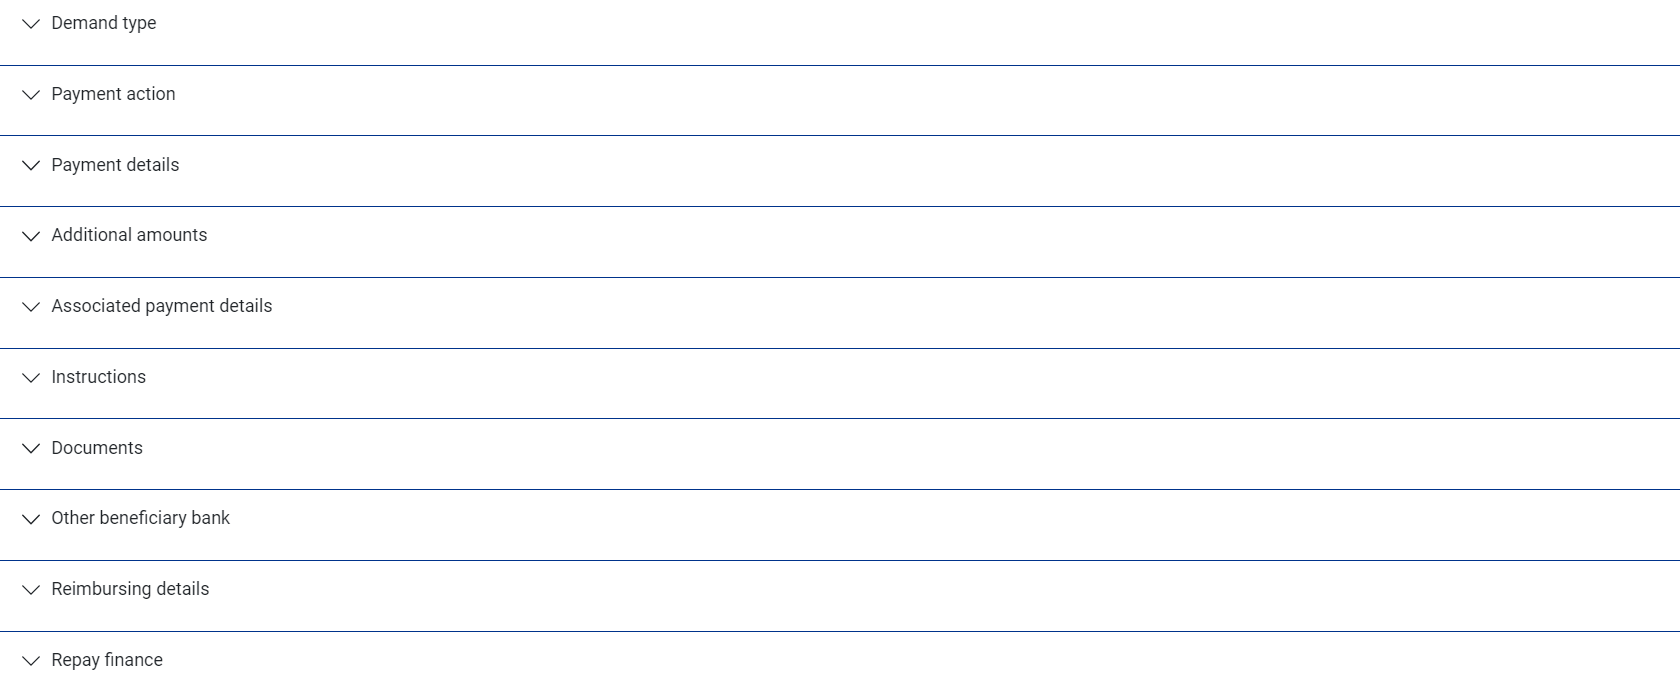 Demand type
Payment action
Payment details
Additional amounts
Associated payment details
Instructions
Documents
Other beneficiary bank
Reimbursing details
Repay finance